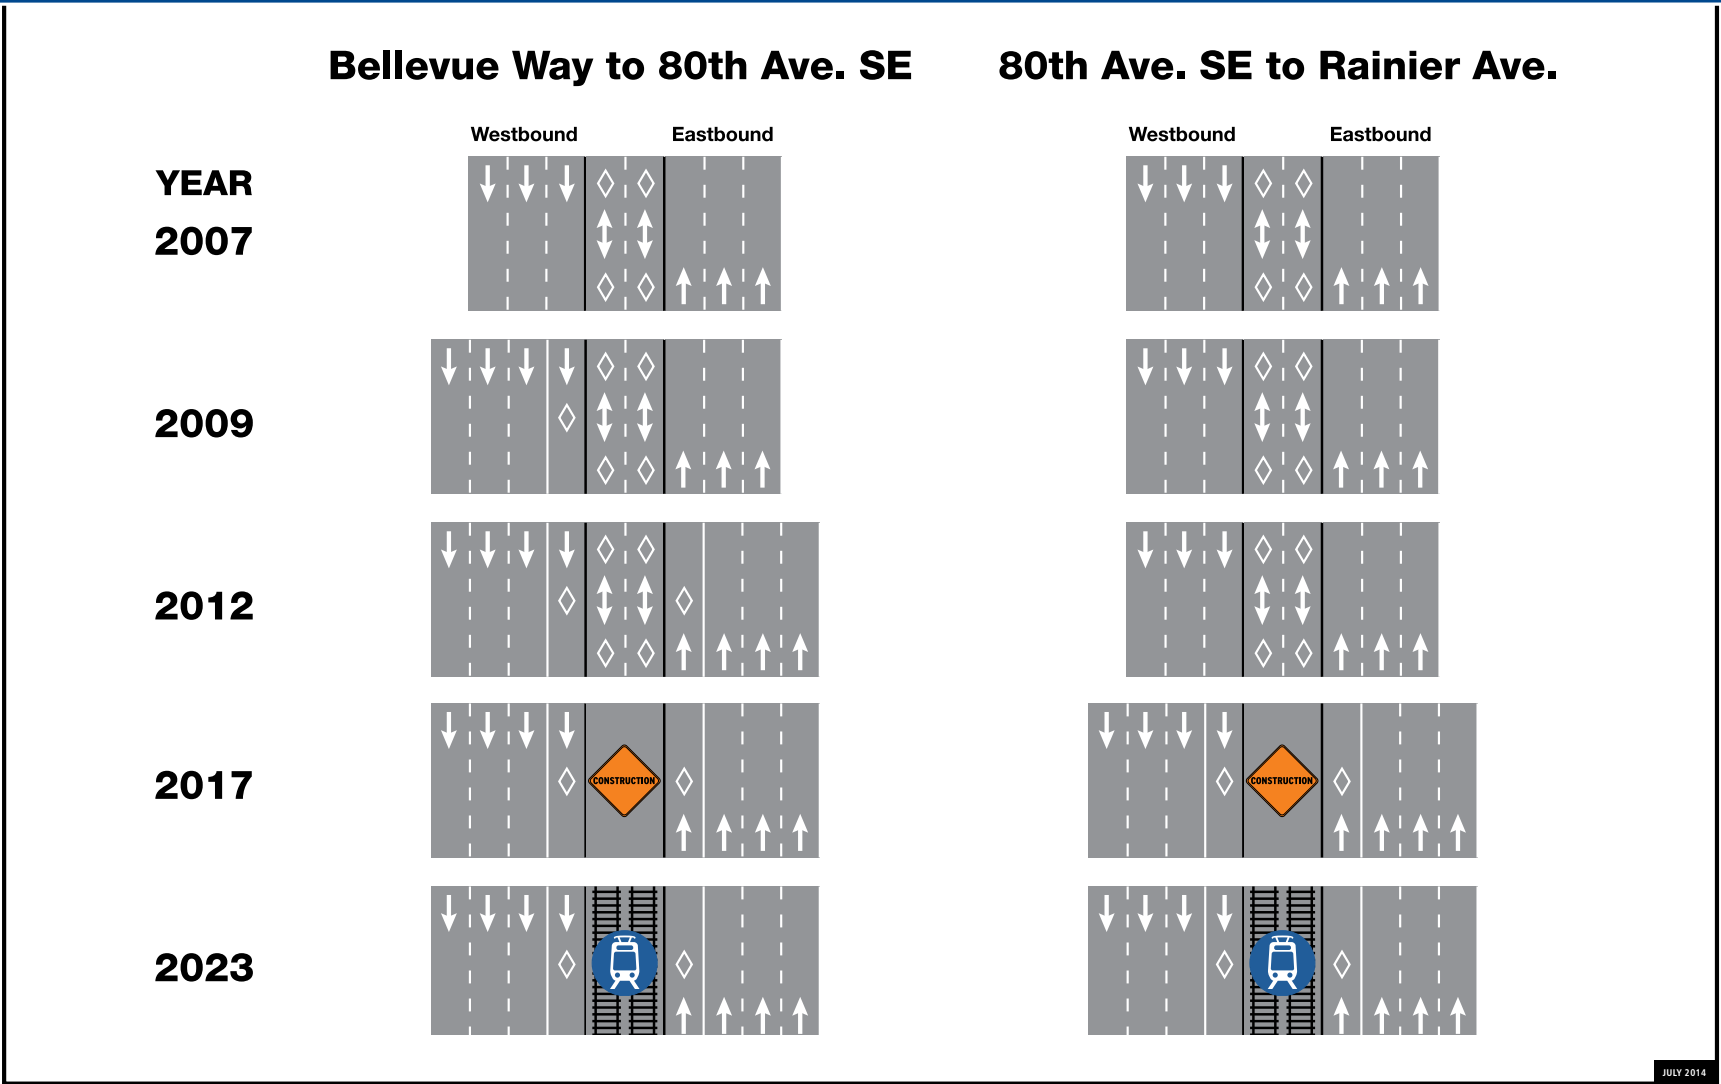 Bellevue Way to 80th Ave. SE
80th Ave. SE to Rainier Ave.
Westbound
Eastbound
Westbound
Eastbound
YEAR
2007
2009
2012
2017
CONSTRUCTION
CONSTRUCTION
2023
JULY 2014